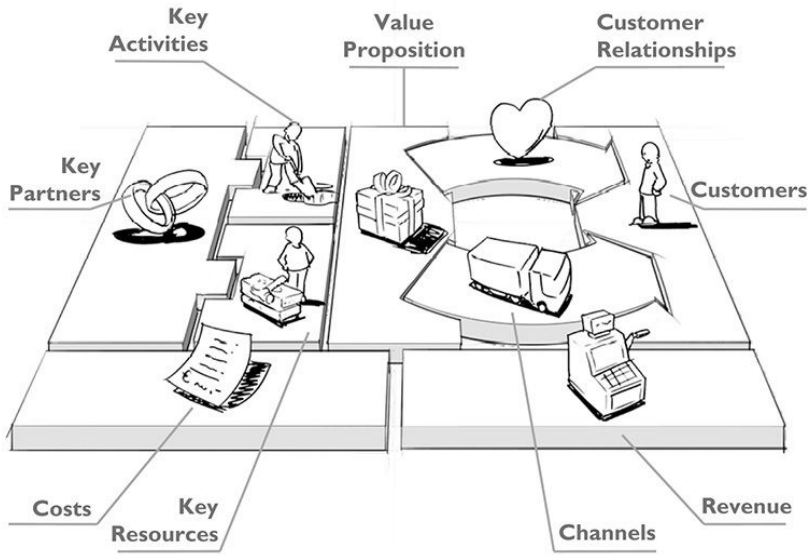 Key
Activities
Value
Proposition
Customer
Relationships
Key
Partners
Customers
Costs
Key
Resources
Channels
Revenue